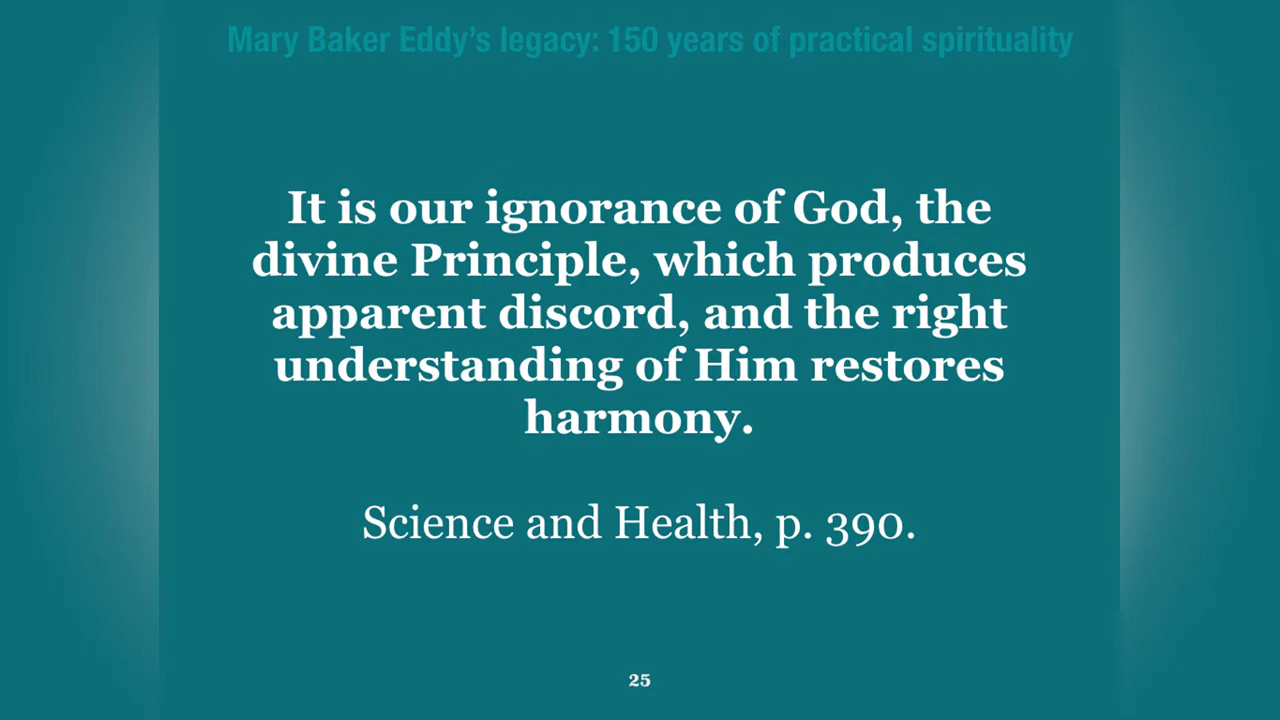 Mary Baker Eddy’s legacy: 150 years of practical spirituality
It is our ignorance of God, the
divine Principle, which produces
apparent discord, and the right
understanding of Him restores
harmony.
Science and Health, p. 390.
25